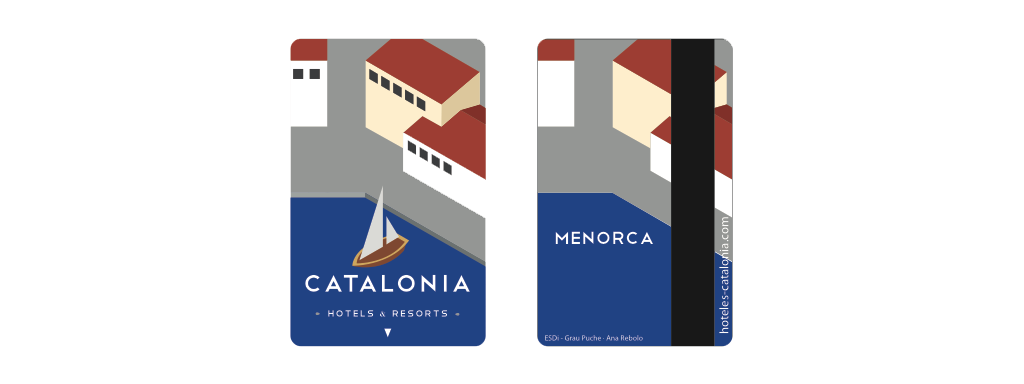 CATALONIA
HOTELS & RESORTS
MENORCA
hoteles-catalonia.com
ESDi - Grau Puche · Ana Rebolo